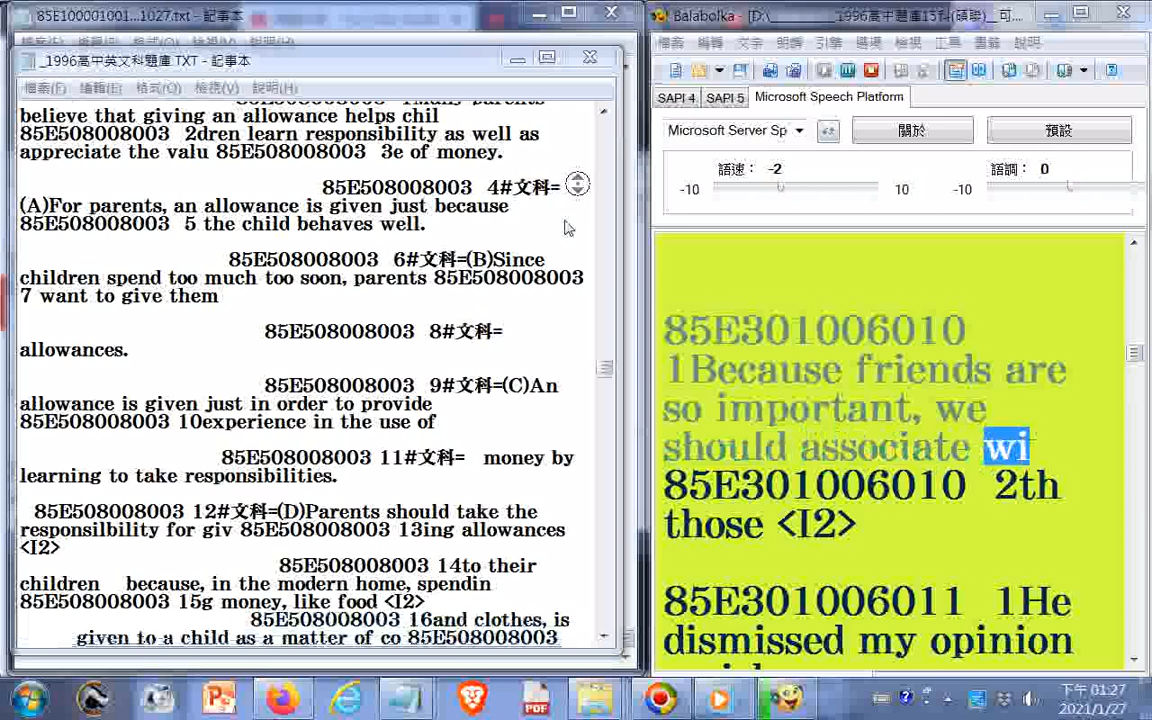 85E100001001...1027.txt - 記事本
_1996高中英文科題庫 TXT - 記事本
檔案(F) 編輯(E) 格式(O) 檢視(V) 說明(H)
believe that giving an allowance helps chil
85E508008003 2dren learn responsibility as well as
appreciate the valu 85E508008003 3e of money.
85E508008003 4#文科=
(A)For parents, an allowance is given just because
85E508008003 5 the child behaves well.
85E508008003 6#文科=(B)Since
children spend too much too soon, parents 85E508008003
7 want to give them
85E508008003 8#文科=
allowances.
85E508008003 9#文科=(C)An
allowance is given just in order to provide
85E508008003 10experience in the use of
85E508008003 11#文科= money by
learning to take responsibilities.
85E508008003 12#文科=(D)Parents should take the
responsilbility for giv 85E508008003 13ing allowances
<I2>
85E508008003 14to their
children because, in the modern home, spendin
85E508008003 15g money, like food <I2>
85E508008003 16and clothes, is
given to a child as a matter of co 85E508008003
Balabolka - [D:\______1996高中題庫15科(碩聯)_ 可...
檔案 編輯 文字 朗讀 引擎 選項 檢視 工具 書籤 說明
SAPI 4 SAPI 5 Microsoft Speech Platform
Microsoft Server Sp 關於 預設
語速： -2 語調： 0
-10 10 -10
85E301006010
1Because friends are
so important, we
should associate wi
85E301006010 2th
those <I2>
85E301006011 1He
dismissed my opinion
PDF
下午 01:27
2021/1/27